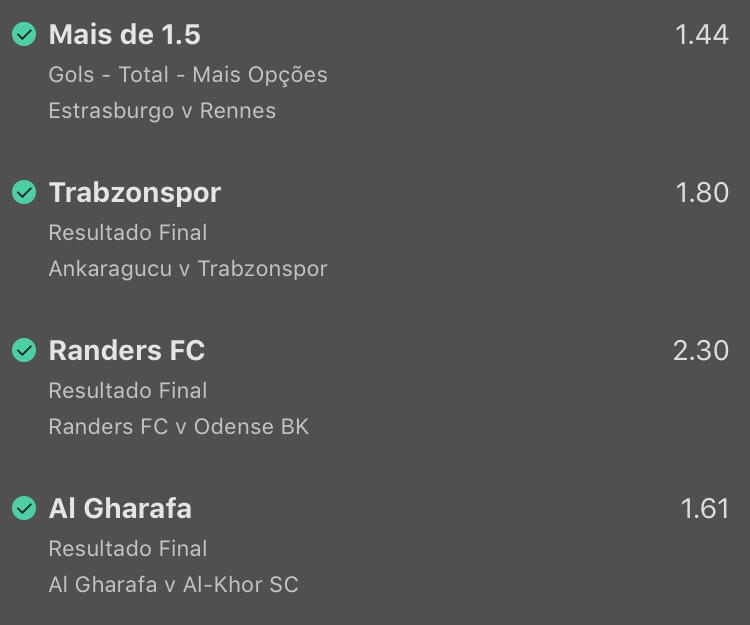 Mais de 1.5 1.44
Gols - Total - Mais Opções
Estrasburgo v Rennes
Trabzonspor 1.80
Resultado Final
Ankaragucu v Trabzonspor
Randers FC 2.30
Resultado Final
Randers FC v Odense BK
Al Gharafa 1.61
Resultado Final
Al Gharafa v Al-Khor SC